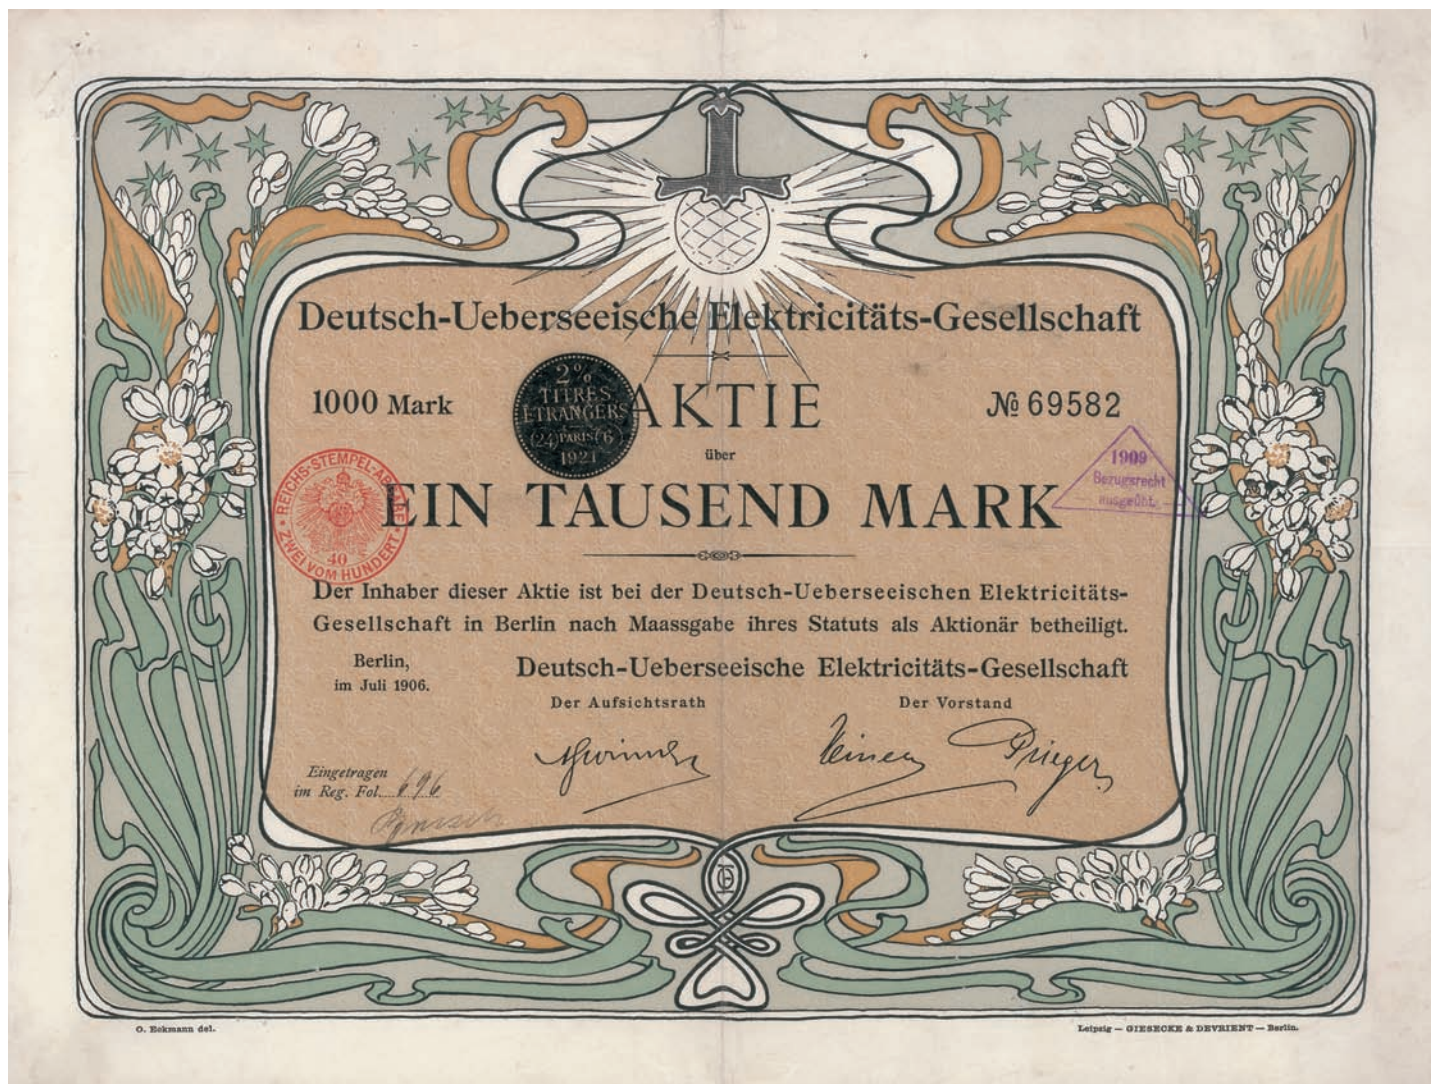 Deutsch-Ueberseeische Elektricitäts-Gesellschaft
1000 Mark
2%
TITRES
ETRANGERS
(24) PARIS (6)
1921
AKTIE
№ 69582
über
1909
Bezugsrecht
ausgeübt.
REICHS-STEMPEL-ABGABE
40
ZWEI VOM HUNDERT
EIN TAUSEND MARK
Der Inhaber dieser Aktie ist bei der Deutsch-Ueberseeischen Elektricitäts-
Gesellschaft in Berlin nach Maassgabe ihres Statuts als Aktionär betheiligt.
Berlin,
im Juli 1906.
Deutsch-Ueberseeische Elektricitäts-Gesellschaft
Der Aufsichtsrath
Der Vorstand
Prieger
Eingetragen
im Reg. Fol. 696
O. Eckmann del.
Leipzig — GIESECKE & DEVRIENT — Berlin.